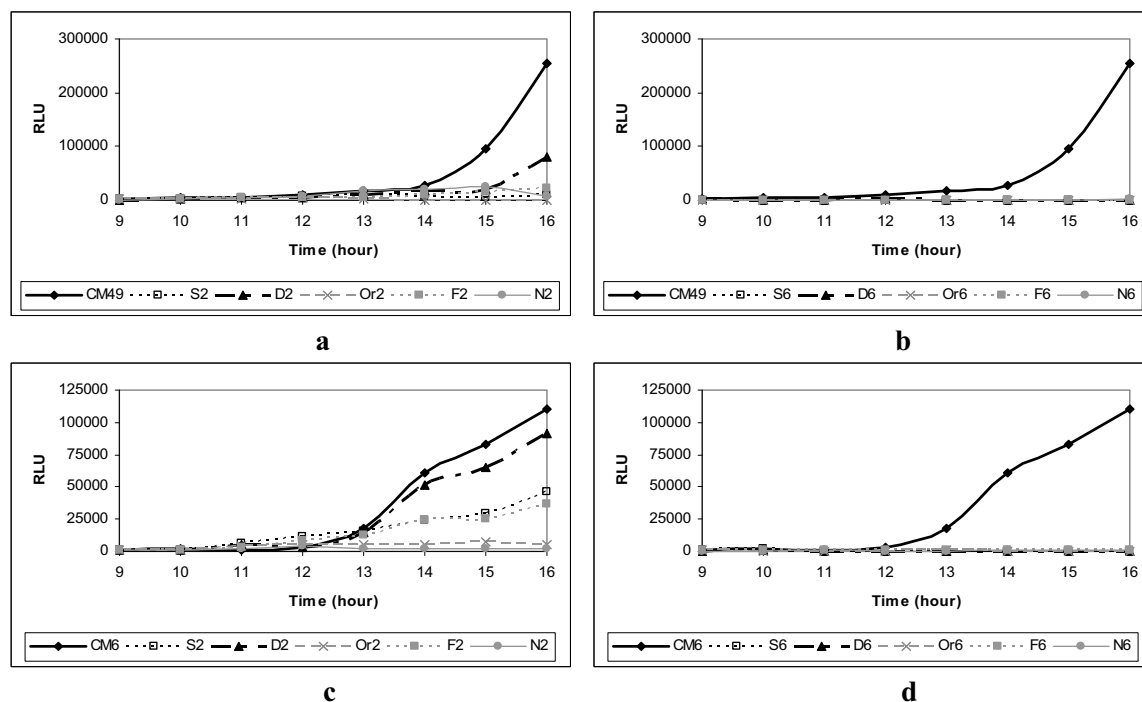 300000
200000
100000
0
RLU
9 10 11 12 13 14 15 16
Time (hour)
CM49 S2 D2 Or2 F2 N2
a
300000
200000
100000
0
RLU
9 10 11 12 13 14 15 16
Time (hour)
CM49 S6 D6 Or6 F6 N6
b
125000
100000
75000
50000
25000
0
RLU
9 10 11 12 13 14 15 16
Time (hour)
CM6 S2 D2 Or2 F2 N2
c
125000
100000
75000
50000
25000
0
RLU
9 10 11 12 13 14 15 16
Time (hour)
CM6 S6 D6 Or6 F6 N6
d